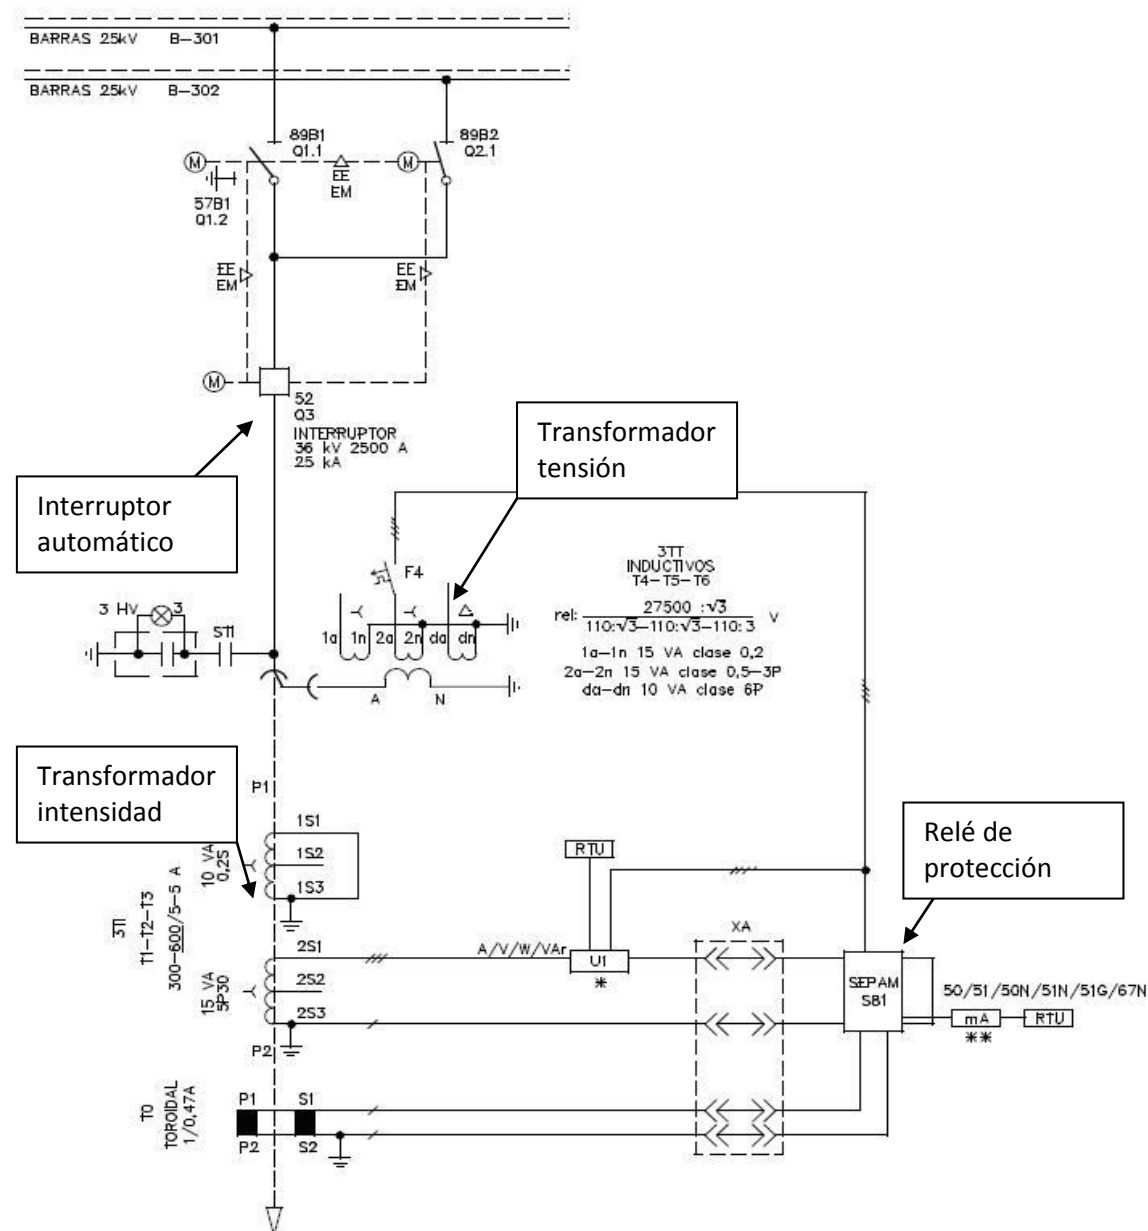 BARRAS 25kV B-301
BARRAS 25kV B-302
89B1
Q1.1
89B2
Q2.1
M
M
EE
EM
57B1
Q1.2
EE
EM
EE
EM
M
52
Q3
INTERRUPTOR
36 kV 2500 A
25 kA
Interruptor
automático
Transformador
tensión
F4
3TT
INDUCTIVOS
T4-T5-T6
rel: 27500 :√3
110:√3-110:√3-110:3 V
1a-1n 15 VA clase 0,2
2a-2n 15 VA clase 0,5-3P
da-dn 10 VA clase 6P
3 HV 3
ST1
1a 1n 2a 2n da dn
A N
Transformador
intensidad
P1
1S1
1S2
1S3
10 VA
0,2S
3TI
T1-T2-T3
300-600/5-5 A
15 VA
5P30
2S1
2S2
2S3
P2
RTU
A/V/W/VAr
U1
*
XA
Relé de
protección
SEPAM
S81
50/51/50N/51N/51G/67N
mA
RTU
**
TO
TOROIDAL
1/0,47A
P1 S1
P2 S2